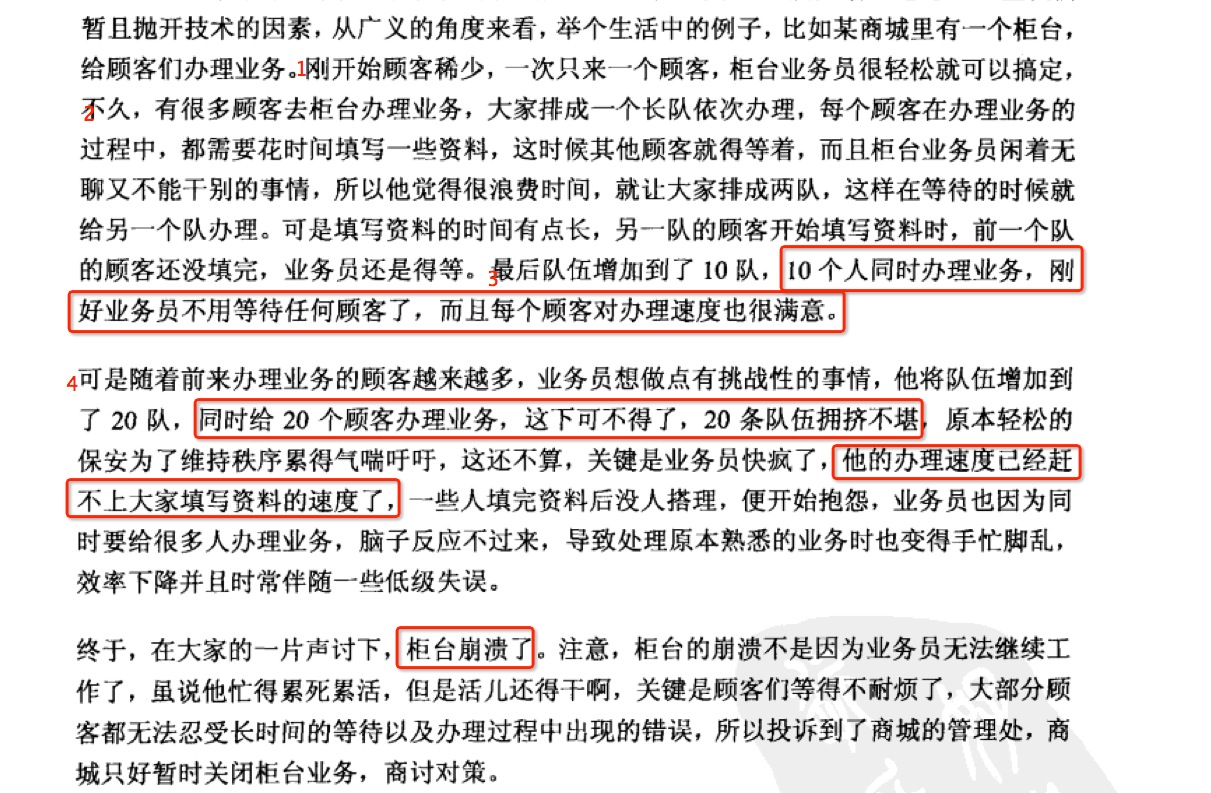 暂且抛开技术的因素，从广义的角度来看，举个生活中的例子，比如某商城里有一个柜台，
给顾客们办理业务。1刚开始顾客稀少，一次只来一个顾客，柜台业务员很轻松就可以搞定，
2不久，有很多顾客去柜台办理业务，大家排成一个长队依次办理，每个顾客在办理业务的
过程中，都需要花时间填写一些资料，这时候其他顾客就得等着，而且柜台业务员闲着无
聊又不能干别的事情，所以他觉得很浪费时间，就让大家排成两队，这样在等待的时候就
给另一个队办理。可是填写资料的时间有点长，另一队的顾客开始填写资料时，前一个队
的顾客还没填完，业务员还是得等。3最后队伍增加到了 10 队，10 个人同时办理业务，刚
好业务员不用等待任何顾客了，而且每个顾客对办理速度也很满意。
4可是随着前来办理业务的顾客越来越多，业务员想做点有挑战性的事情，他将队伍增加到
了 20 队，同时给 20 个顾客办理业务，这下可不得了，20 条队伍拥挤不堪，原本轻松的
保安为了维持秩序累得气喘吁吁，这还不算，关键是业务员快疯了，他的办理速度已经赶
不上大家填写资料的速度了，一些人填完资料后没人搭理，便开始抱怨，业务员也因为同
时要给很多人办理业务，脑子反应不过来，导致处理原本熟悉的业务时也变得手忙脚乱，
效率下降并且时常伴随一些低级失误。
终于，在大家的一片声讨下，柜台崩溃了。注意，柜台的崩溃不是因为业务员无法继续工
作了，虽说他忙得累死累活，但是活儿还得干啊，关键是顾客们等得不耐烦了，大部分顾
客都无法忍受长时间的等待以及办理过程中出现的错误，所以投诉到了商城的管理处，商
城只好暂时关闭柜台业务，商讨对策。